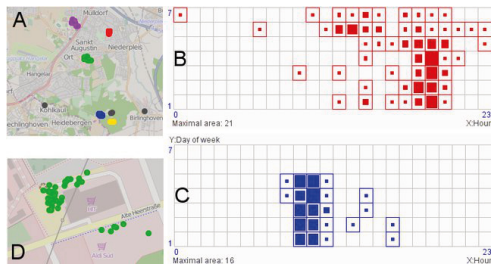 A
Muldorf
Sankt
Augustin
Niederpleis
Ort
Hangelar
Kohlkaul
Birlinghoven
Heidebergen
B
7
1
0
23
Maximal area: 21
X:Hour
Y:Day of week
7
C
1
0
23
Maximal area: 16
X:Hour
D
Alte Heerstraße
Aldi Süd